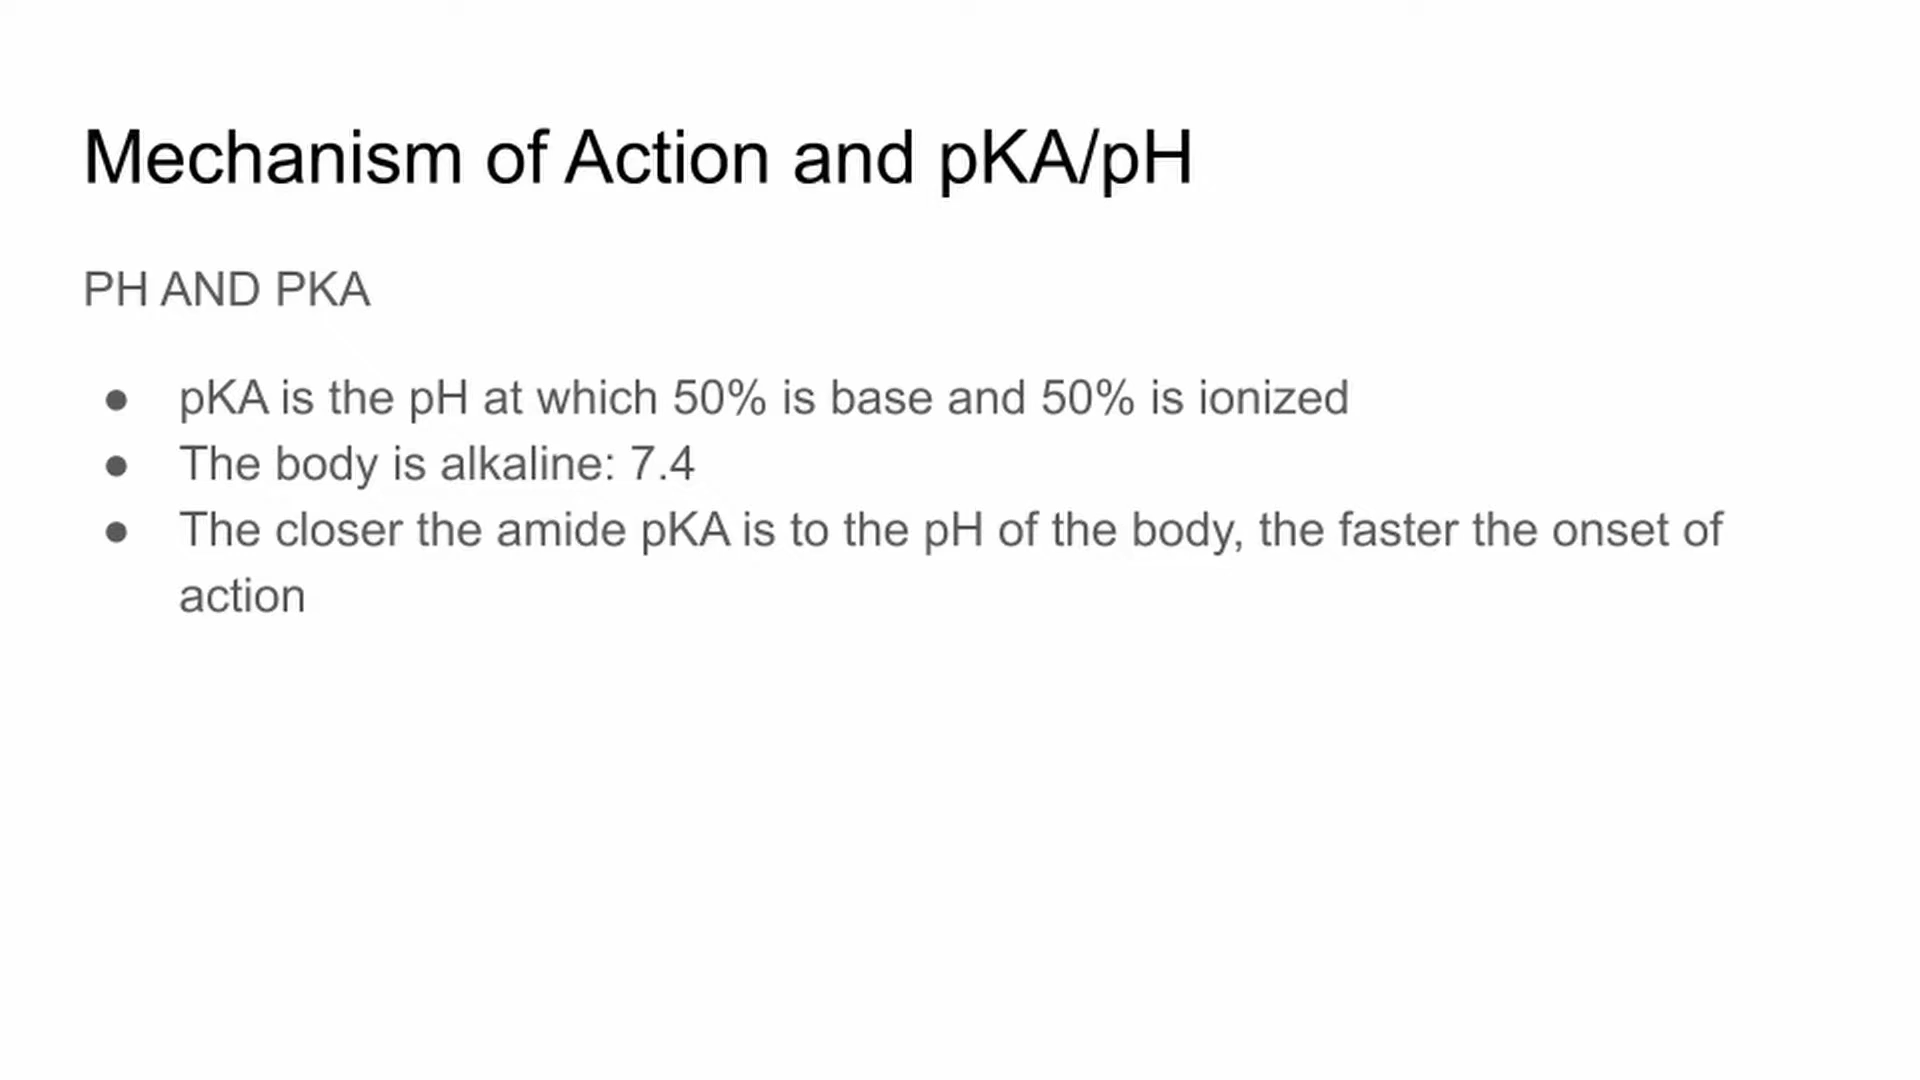 Mechanism of Action and pKA/pH
PH AND PKA
● pKA is the pH at which 50% is base and 50% is ionized
● The body is alkaline: 7.4
● The closer the amide pKA is to the pH of the body, the faster the onset of
action